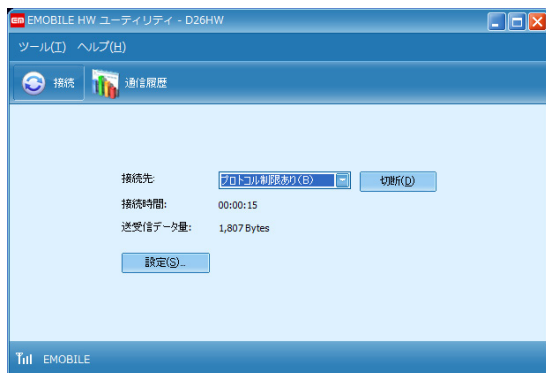 EM EMOBILE HW ユーティリティ - D26HW
ツール(T) ヘルプ(H)
接続 通信履歴
接続先: プロトコル制限あり(B) 切断(D)
接続時間: 00:00:15
送受信データ量: 1,807 Bytes
設定(S)...
EMOBILE